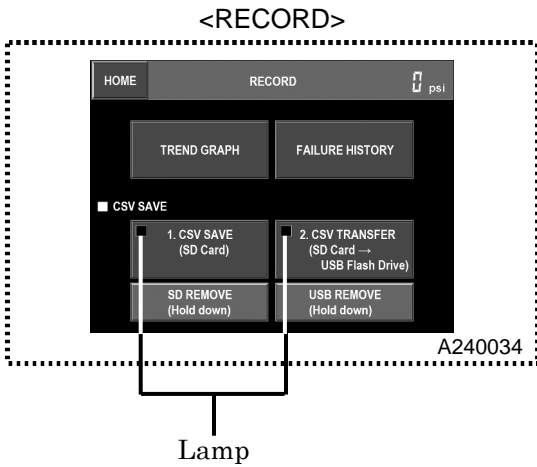 <RECORD>
HOME
RECORD
0 psi
TREND GRAPH
FAILURE HISTORY
CSV SAVE
1. CSV SAVE
(SD Card)
2. CSV TRANSFER
(SD Card →
USB Flash Drive)
SD REMOVE
(Hold down)
USB REMOVE
(Hold down)
A240034
Lamp